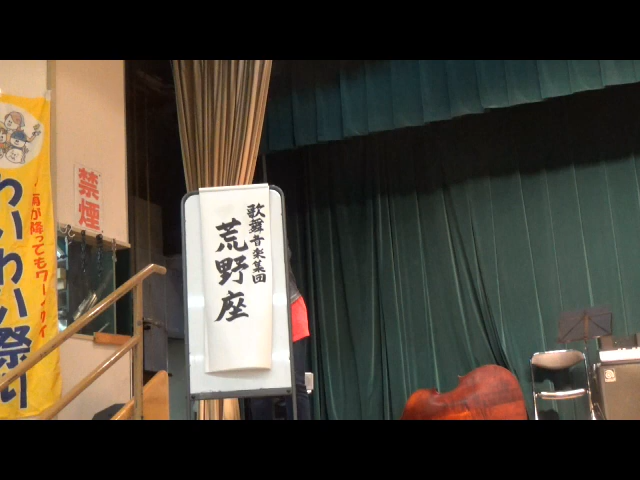 歌舞音楽集団
荒野座
禁煙
雨が降ってもワーイワイ
わいわい祭り